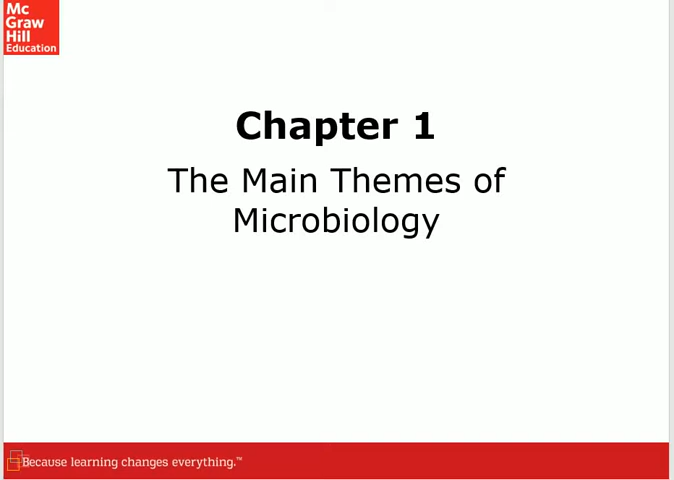 Mc
Graw
Hill
Education
Chapter 1
The Main Themes of
Microbiology
Because learning changes everything.™